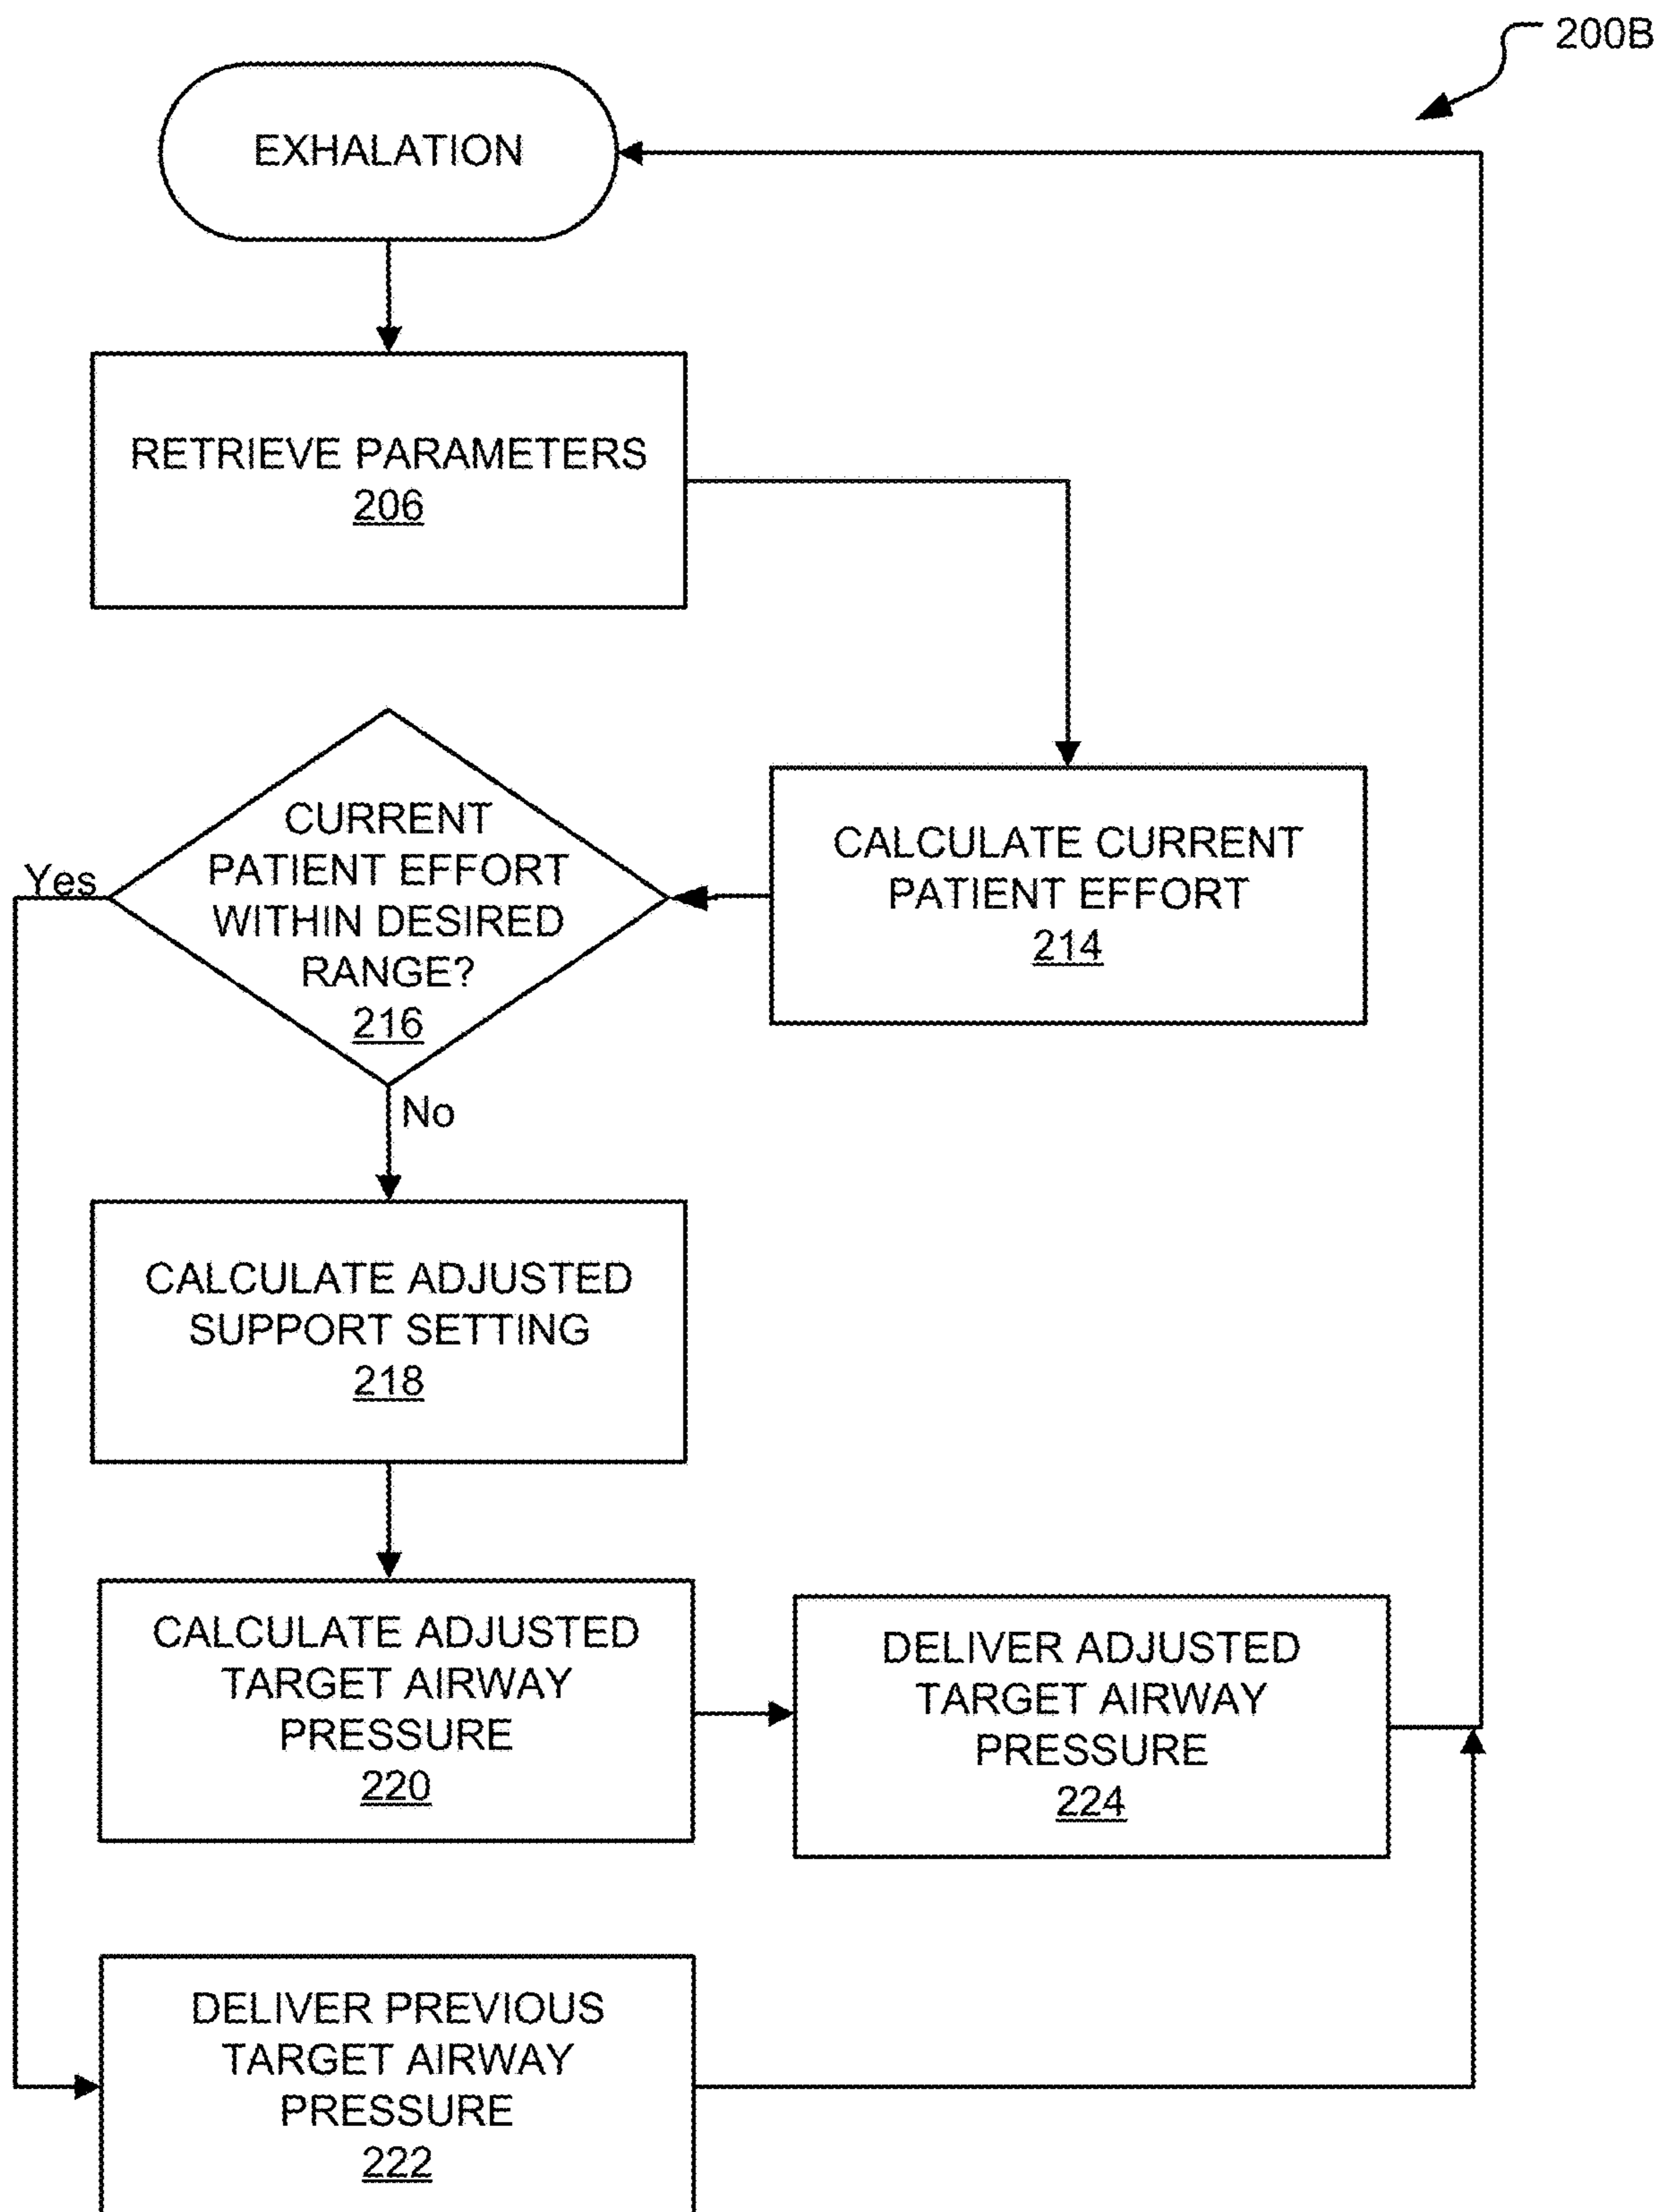 200B
EXHALATION
RETRIEVE PARAMETERS
206
CALCULATE CURRENT
PATIENT EFFORT
214
CURRENT
PATIENT EFFORT
WITHIN DESIRED
RANGE?
216
Yes
No
CALCULATE ADJUSTED
SUPPORT SETTING
218
CALCULATE ADJUSTED
TARGET AIRWAY
PRESSURE
220
DELIVER ADJUSTED
TARGET AIRWAY
PRESSURE
224
DELIVER PREVIOUS
TARGET AIRWAY
PRESSURE
222